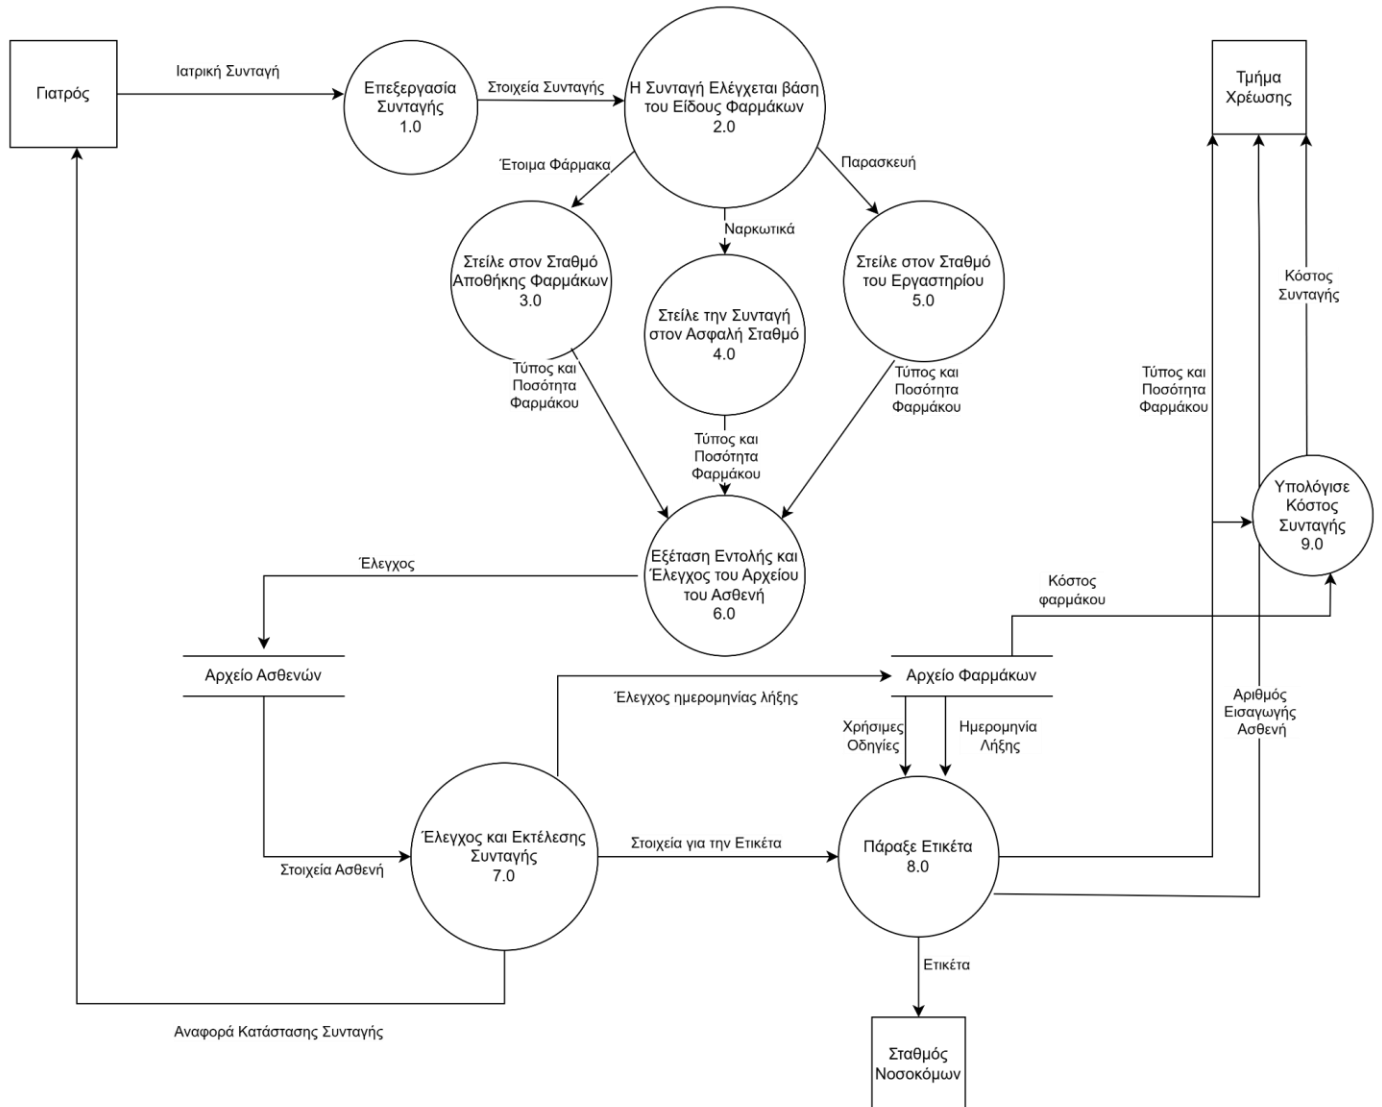 Γιατρός
Ιατρική Συνταγή
Επεξεργασία
Συνταγής
1.0
Στοιχεία Συνταγής
Η Συνταγή Ελέγχεται βάση
του Είδους Φαρμάκων
2.0
Τμήμα
Χρέωσης
Έτοιμα Φάρμακα
Ναρκωτικά
Παρασκευή
Στείλε στον Σταθμό
Αποθήκης Φαρμάκων
3.0
Στείλε την Συνταγή
στον Ασφαλή Σταθμό
4.0
Στείλε στον Σταθμό
του Εργαστηρίου
5.0
Κόστος
Συνταγής
Τύπος και
Ποσότητα
Φαρμάκου
Τύπος και
Ποσότητα
Φαρμάκου
Τύπος και
Ποσότητα
Φαρμάκου
Τύπος και
Ποσότητα
Φαρμάκου
Υπολόγισε
Κόστος
Συνταγής
9.0
Έλεγχος
Εξέταση Εντολής και
Έλεγχος του Αρχείου
του Ασθενή
6.0
Κόστος
φαρμάκου
Αρχείο Ασθενών
Έλεγχος ημερομηνίας λήξης
Αρχείο Φαρμάκων
Αριθμός
Εισαγωγής
Ασθενή
Χρήσιμες
Οδηγίες
Ημερομηνία
Λήξης
Στοιχεία Ασθενή
Έλεγχος και Εκτέλεσης
Συνταγής
7.0
Στοιχεία για την Ετικέτα
Πάραξε Ετικέτα
8.0
Ετικέτα
Αναφορά Κατάστασης Συνταγής
Σταθμός
Νοσοκόμων